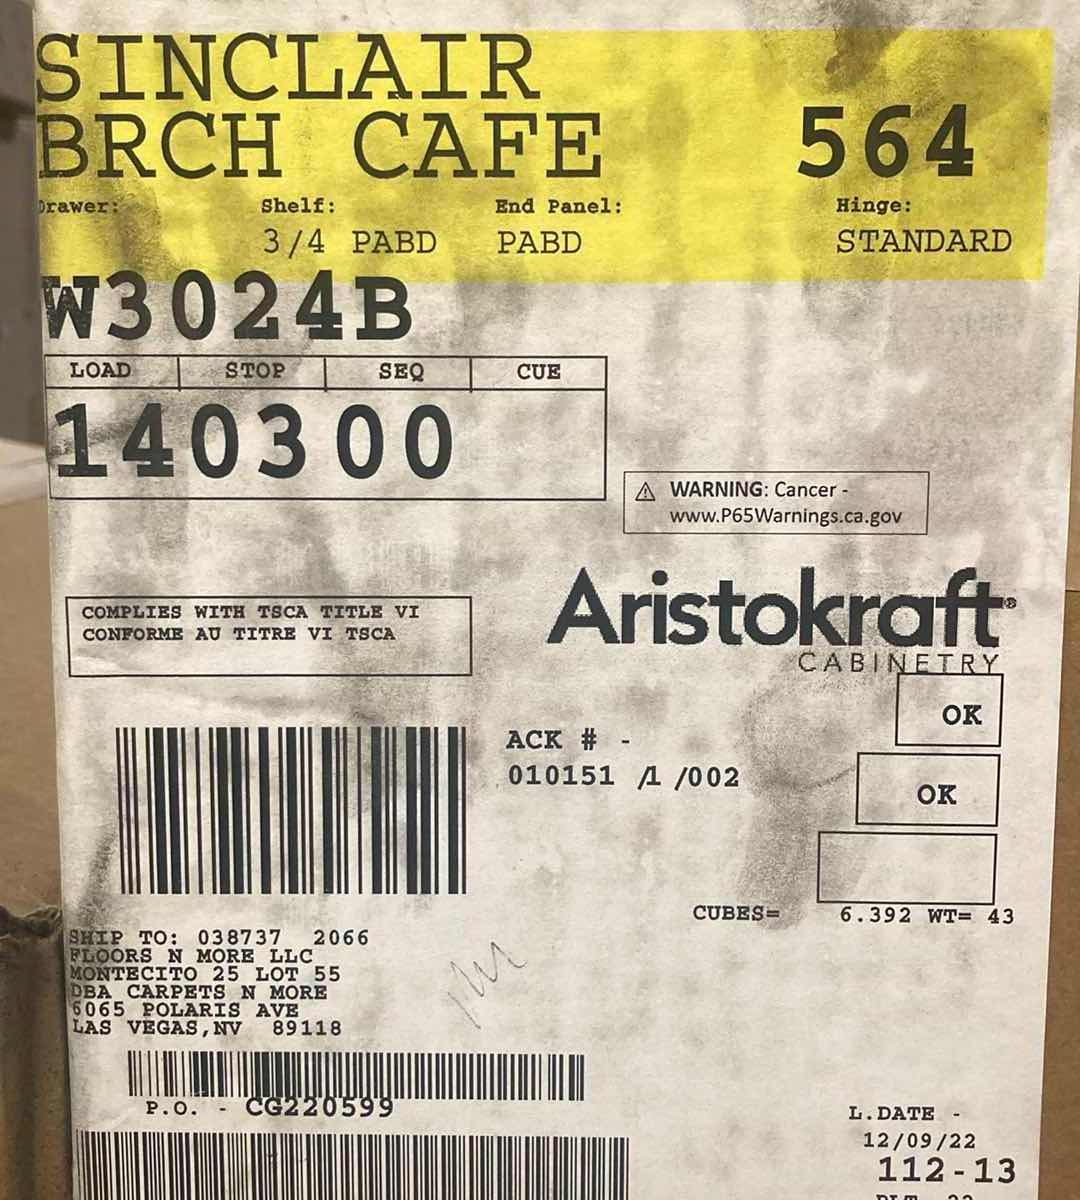 SINCLAIR
BRCH CAFE 564
Drawer: Shelf: End Panel: Hinge:
3/4 PABD PABD STANDARD
W3024B
LOAD STOP SEQ CUE
140300
WARNING: Cancer -
www.P65Warnings.ca.gov
COMPLIES WITH TSCA TITLE VI
CONFORME AU TITRE VI TSCA
Aristokraft®
CABINETRY
OK
ACK # -
010151 /1 /002
OK
CUBES= 6.392 WT= 43
SHIP TO: 038737 2066
FLOORS N MORE LLC
MONTECITO 25 LOT 55
DBA CARPETS N MORE
6065 POLARIS AVE
LAS VEGAS,NV 89118
P.O. - CG220599
L.DATE -
12/09/22
112-13